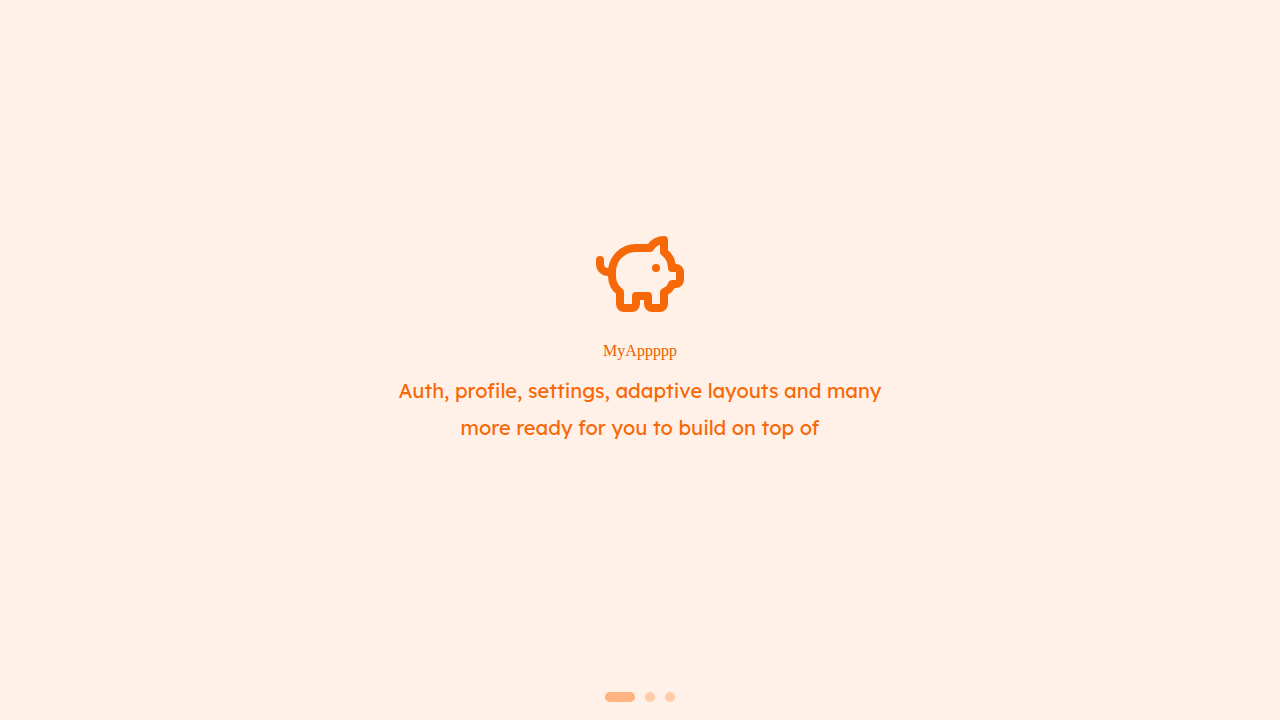 MyAppppp
Auth, profile, settings, adaptive layouts and many
more ready for you to build on top of